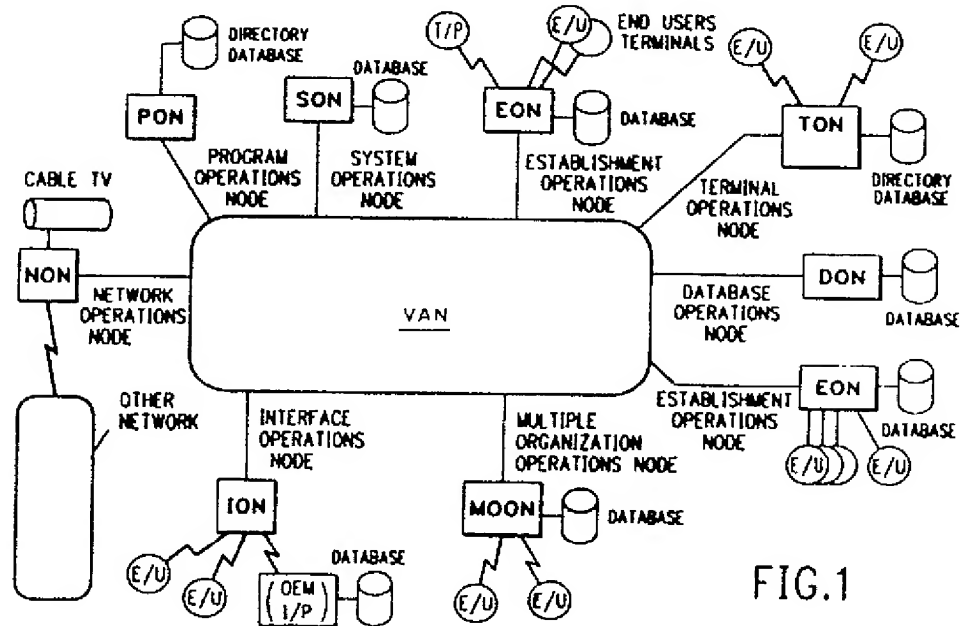 DIRECTORY
DATABASE
PON
PROGRAM
OPERATIONS
NODE
DATABASE
SON
SYSTEM
OPERATIONS
NODE
T/P
E/U
END USERS
TERMINALS
EON
DATABASE
ESTABLISHMENT
OPERATIONS
NODE
E/U
E/U
TON
DIRECTORY
DATABASE
TERMINAL
OPERATIONS
NODE
CABLE TV
NON
NETWORK
OPERATIONS
NODE
OTHER
NETWORK
VAN
DATABASE
OPERATIONS
NODE
DON
DATABASE
ESTABLISHMENT
OPERATIONS
NODE
EON
DATABASE
E/U
E/U
INTERFACE
OPERATIONS
NODE
ION
E/U
E/U
(OEM
I/P)
DATABASE
MULTIPLE
ORGANIZATION
OPERATIONS NODE
MOON
DATABASE
E/U
E/U
FIG.1